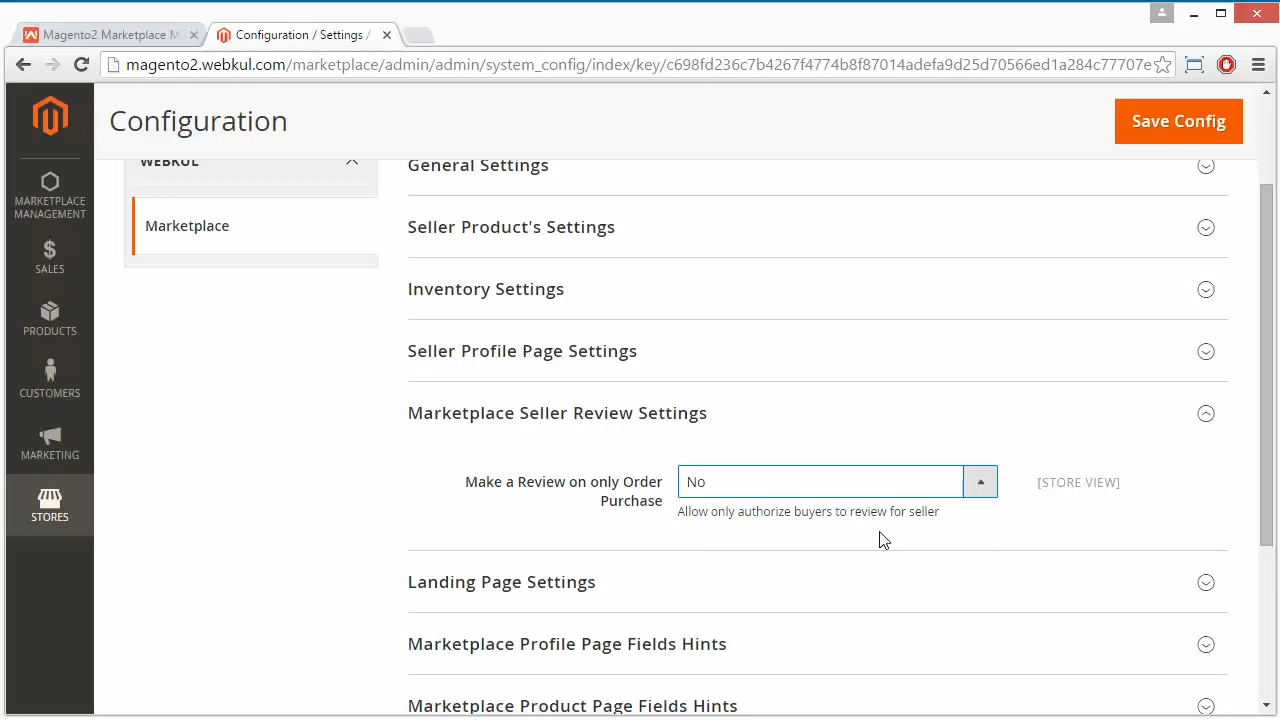 Magento2 Marketplace M
Configuration / Settings /
magento2.webkul.com/marketplace/admin/admin/system_config/index/key/c698fd236c7b4267f4774b8f87014adefa9d25d70566ed1a284c77707e
Configuration
Save Config
MARKETPLACE
MANAGEMENT
SALES
PRODUCTS
CUSTOMERS
MARKETING
STORES
WEBKUL
Marketplace
General Settings
Seller Product's Settings
Inventory Settings
Seller Profile Page Settings
Marketplace Seller Review Settings
Make a Review on only Order
Purchase
No
[STORE VIEW]
Allow only authorize buyers to review for seller
Landing Page Settings
Marketplace Profile Page Fields Hints
Marketplace Product Page Fields Hints